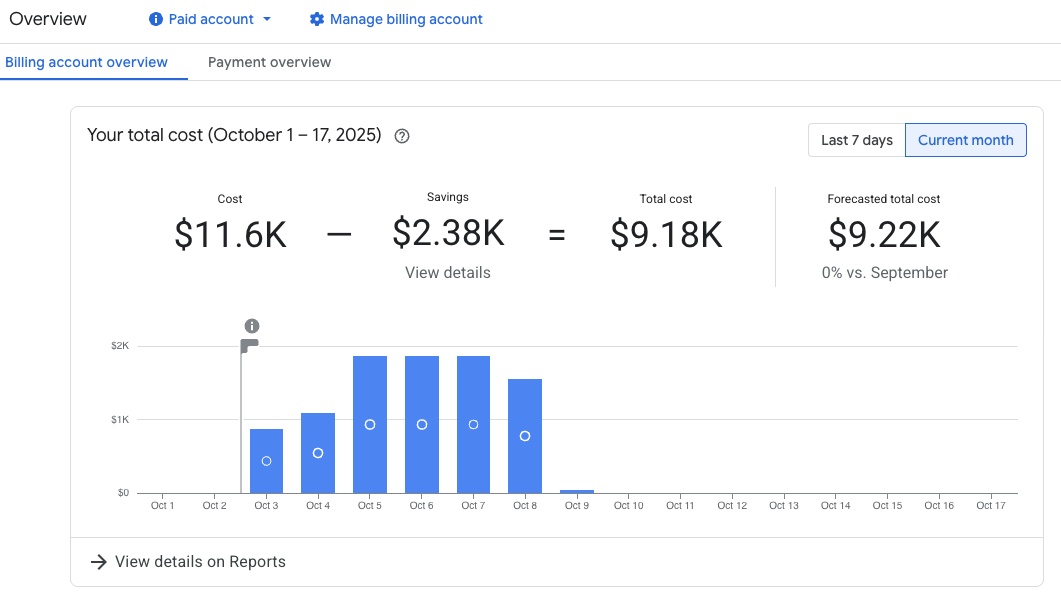 Overview
Paid account
Manage billing account
Billing account overview
Payment overview
Your total cost (October 1 – 17, 2025)
Last 7 days
Current month
Cost
Savings
Total cost
Forecasted total cost
$11.6K
—
$2.38K
=
$9.18K
$9.22K
View details
0% vs. September
$2K
$1K
$0
Oct 1
Oct 2
Oct 3
Oct 4
Oct 5
Oct 6
Oct 7
Oct 8
Oct 9
Oct 10
Oct 11
Oct 12
Oct 13
Oct 14
Oct 15
Oct 16
Oct 17
View details on Reports